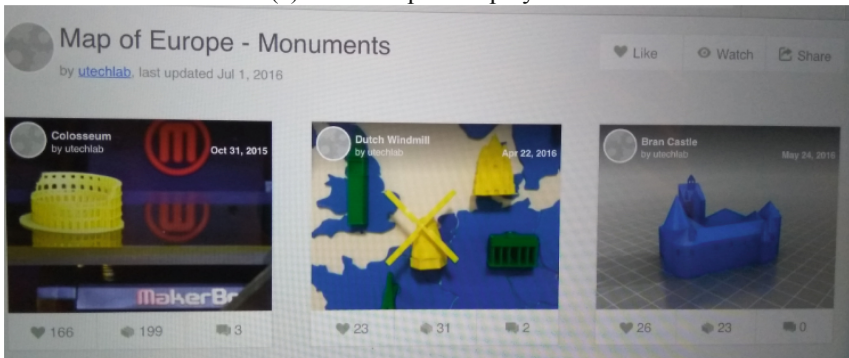 Map of Europe - Monuments
by utechlab, last updated Jul 1, 2016
Like
Watch
Share
Colosseum
by utechlab
Oct 31, 2015
MakerBr
166
199
3
Dutch Windmill
by utechlab
Apr 22, 2016
23
31
2
Bran Castle
by utechlab
May 24, 2016
26
23
0